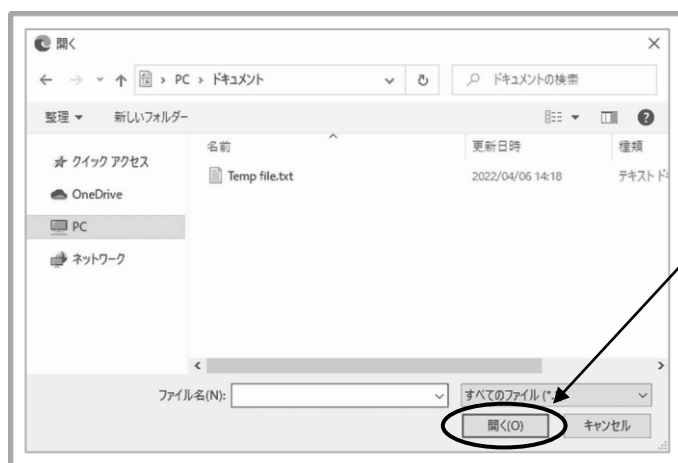 開く
PC › ドキュメント
ドキュメントの検索
整理
新しいフォルダー
名前
更新日時
種類
クイック アクセス
Temp file.txt
2022/04/06 14:18
テキスト ド
OneDrive
PC
ネットワーク
ファイル名(N):
すべてのファイル (*.
開く(O)
キャンセル